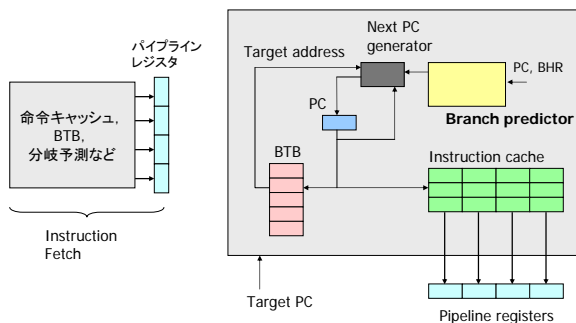 パイプライン
レジスタ
命令キャッシュ,
BTB,
分岐予測など
Instruction
Fetch
Next PC
generator
Target address
PC, BHR
PC
Branch predictor
BTB
Instruction cache
Target PC
Pipeline registers